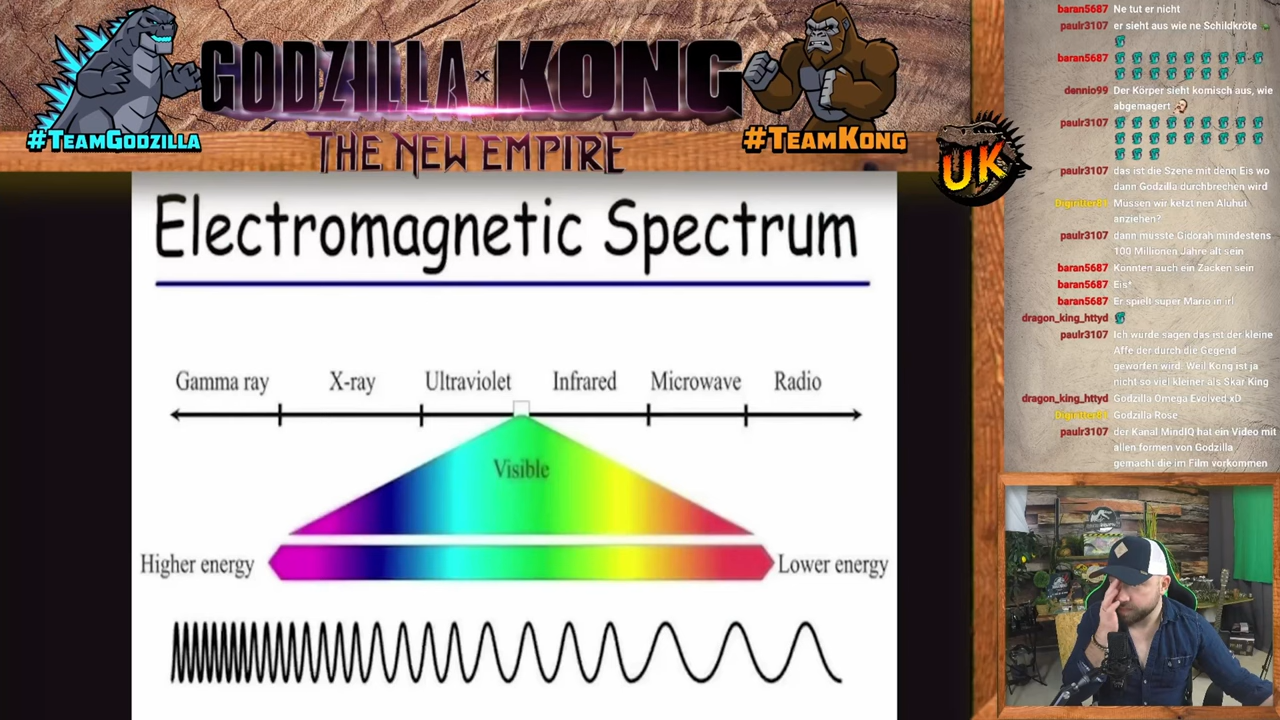 GODZILLA x KONG
#TEAMGODZILLA
THE NEW EMPIRE
#TEAMKONG
UK
Electromagnetic Spectrum
Gamma ray
X-ray
Ultraviolet
Infrared
Microwave
Radio
Visible
Higher energy
Lower energy
baran5687 Ne tut er nicht
paulr3107 er sieht aus wie ne Schildkröte
baran5687
dennio99 Der Körper sieht komisch aus, wie
abgemagert
paulr3107
paulr3107 das ist die Szene mit denn Eis wo
dann Godzilla durchbrechen wird
Müssen wir ketzt nen Aluhut
anziehen?
paulr3107 dann müsste Gidorah mindestens
100 Millionen Jahre alt sein
baran5687 Könnten auch ein Zacken sein
baran5687 Eis*
baran5687 Er spielt super Mario in irl
dragon_king_httyd
paulr3107 Ich würde sagen das ist der kleine
Affe der durch die Gegend
geworfen wird. Weil Kong ist ja
nicht so viel kleiner als Skar King
dragon_king_httyd Godzilla Omega Evolved xD
Godzilla Rose
paulr3107 der Kanal MindIQ hat ein Video mit
allen formen von Godzilla
gemacht die im Film vorkommen